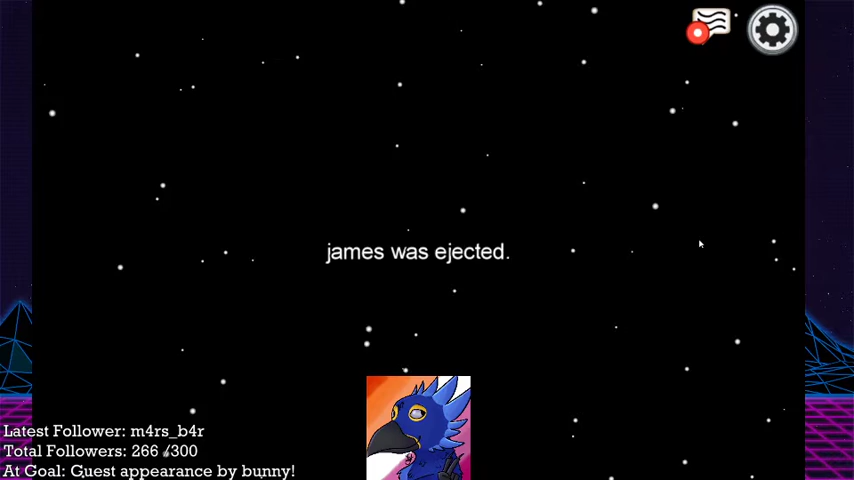 james was ejected.
Latest Follower: m4rs_b4r
Total Followers: 266 /300
At Goal: Guest appearance by bunny!